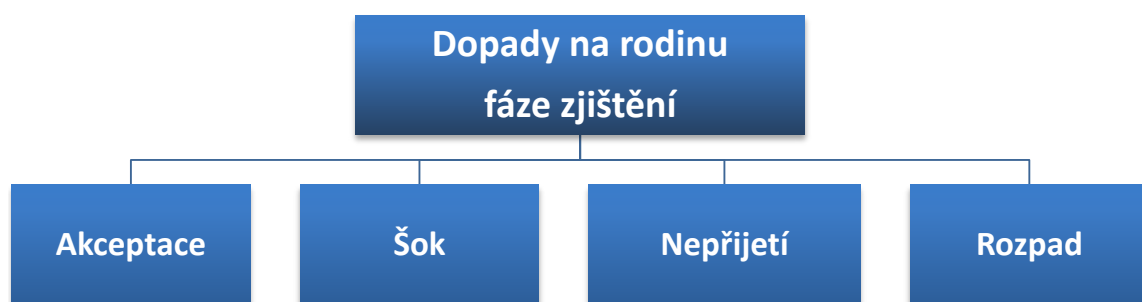 Dopady na rodinu
fáze zjištění
Akceptace
Šok
Nepřijetí
Rozpad